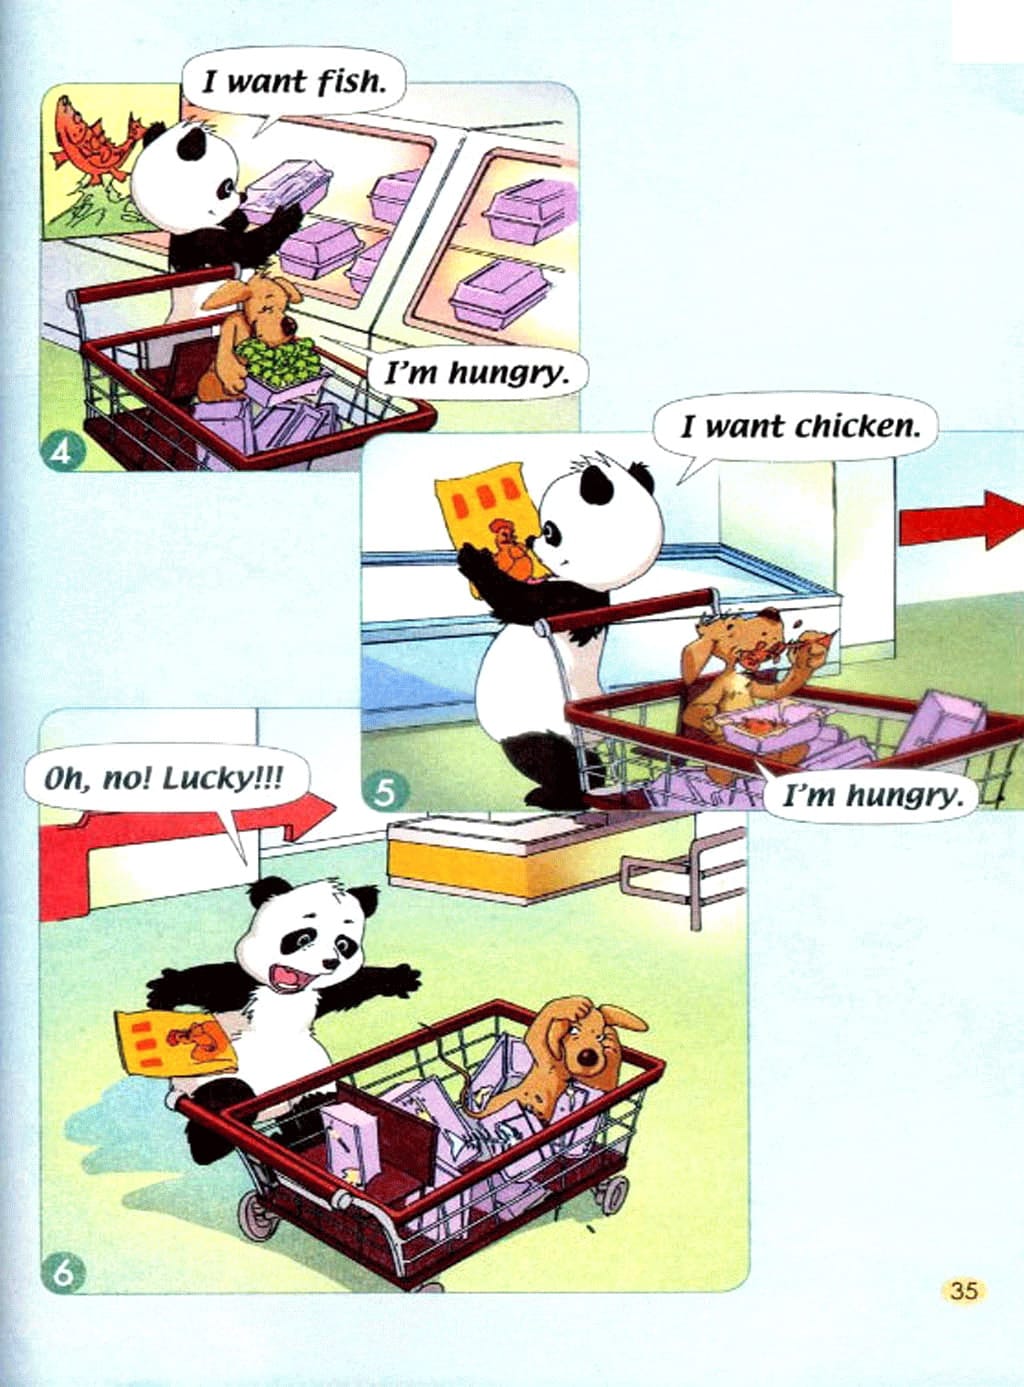 I want fish.
I'm hungry.
4
I want chicken.
I'm hungry.
5
Oh, no! Lucky!!!
6
35